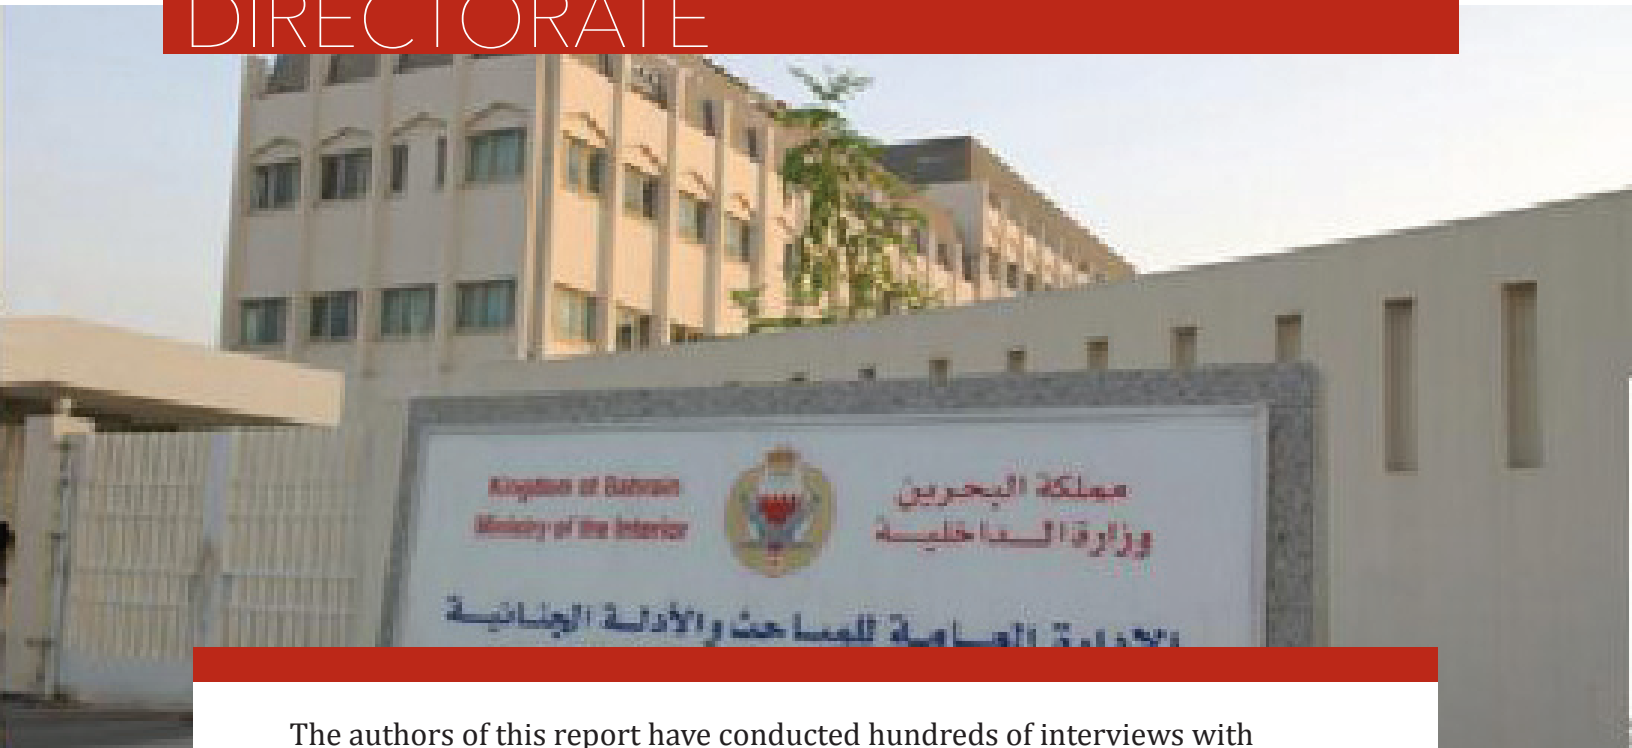 DIRECTORATE
Kingdom of Bahrain
Ministry of the Interior
مملكة البحرين
وزارة الداخلية
الإدارة العامة للمباحث والأدلة الجنائية
The authors of this report have conducted hundreds of interviews with